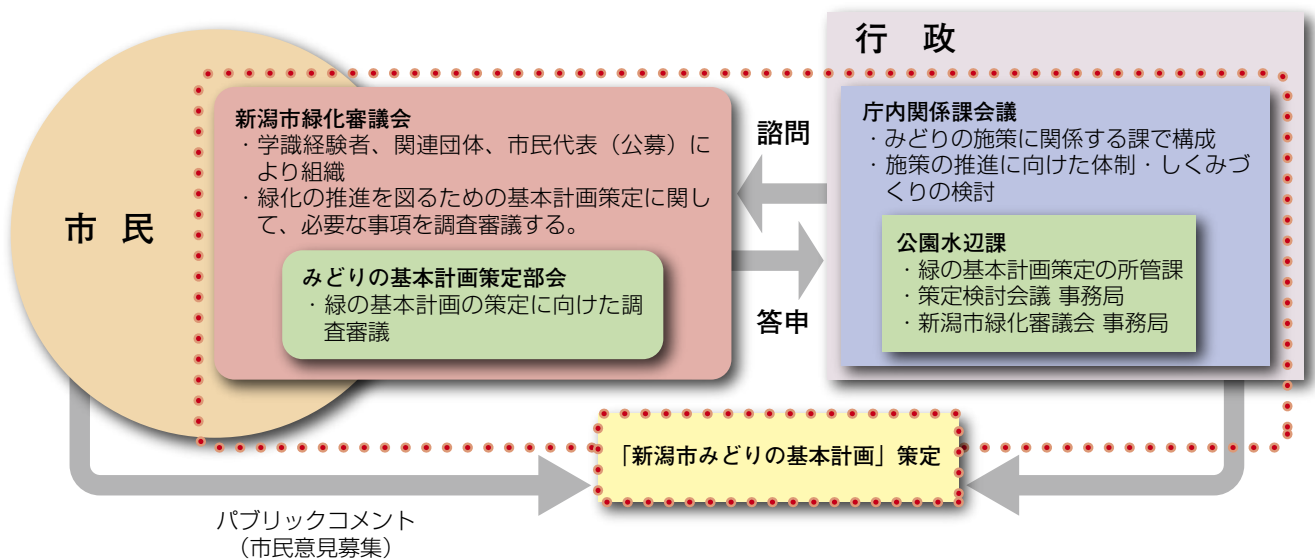 市 民
新潟市緑化審議会
・学識経験者、関連団体、市民代表（公募）に
より組織
・緑化の推進を図るための基本計画策定に関し
て、必要な事項を調査審議する。
みどりの基本計画策定部会
・緑の基本計画の策定に向けた調
査審議
諮問
答申
行 政
庁内関係課会議
・みどりの施策に関係する課で構成
・施策の推進に向けた体制・しくみづ
くりの検討
公園水辺課
・緑の基本計画策定の所管課
・策定検討会議 事務局
・新潟市緑化審議会 事務局
「新潟市みどりの基本計画」策定
パブリックコメント
（市民意見募集）